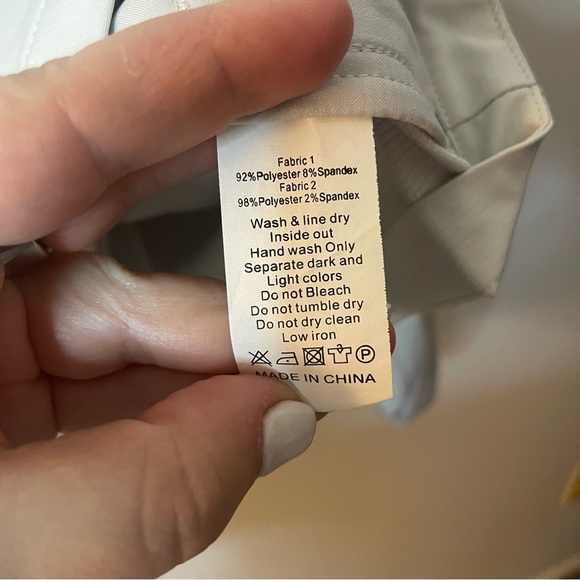 Fabric 1
92%Polyester 8%Spandex
Fabric 2
98%Polyester 2%Spandex
Wash & line dry
Inside out
Hand wash Only
Separate dark and
Light colors
Do not Bleach
Do not tumble dry
Do not dry clean
Low iron
P
MADE IN CHINA